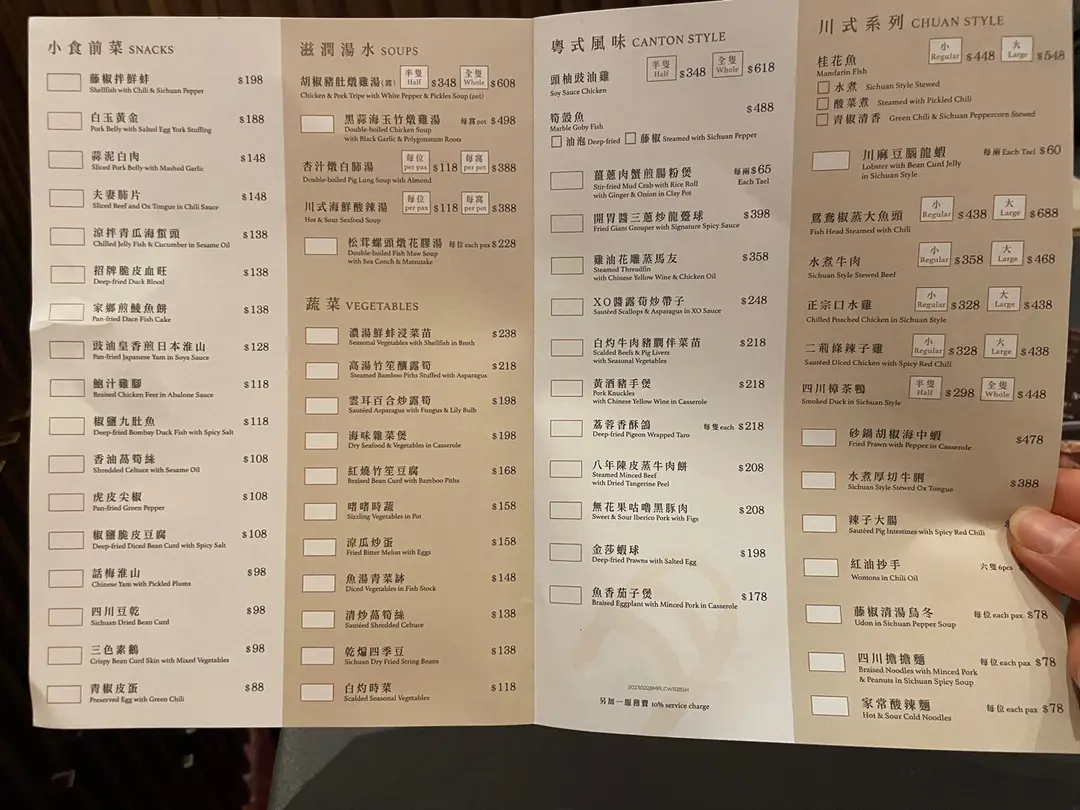 小食前菜 SNACKS
藤椒拌鮮蚌 $198
Shellfish with Chili & Sichuan Pepper
白玉黃金 $188
Pork Belly with Salted Egg York Stuffing
蒜泥白肉 $148
Sliced Pork Belly with Mashed Garlic
夫妻肺片 $148
Sliced Beef and Ox Tongue in Chili Sauce
涼拌青瓜海蜇頭 $138
Chilled Jelly Fish & Cucumber in Sesame Oil
招牌脆皮血旺 $138
Deep-fried Duck Blood
家鄉煎鯪魚餅 $138
Pan-fried Dace Fish Cake
豉油皇香煎日本淮山 $128
Pan-fried Japanese Yam in Soya Sauce
鮑汁雞腳 $118
Braised Chicken Feet in Abalone Sauce
椒鹽九肚魚 $118
Deep-fried Bombay Duck Fish with Spicy Salt
香油萵筍絲 $108
Shredded Celtuce with Sesame Oil
虎皮尖椒 $108
Pan-fried Green Pepper
椒鹽脆皮豆腐 $108
Deep-fried Diced Bean Curd with Spicy Salt
話梅淮山 $98
Chinese Yam with Pickled Plums
四川豆乾 $98
Sichuan Dried Bean Curd
三色素鵝 $98
Crispy Bean Curd Skin with Mixed Vegetables
青椒皮蛋 $88
Preserved Egg with Green Chili
滋潤湯水 SOUPS
胡椒豬肚燉雞湯(窩) 半隻 Half $348 全隻 Whole $608
Chicken & Pork Tripe with White Pepper & Pickles Soup (pot)
黑蒜海玉竹燉雞湯 每窩 pot $498
Double-boiled Chicken Soup
with Black Garlic & Polygonatum Roots
杏汁燉白肺湯 每位 per pax $118 每窩 per pot $388
Double-boiled Pig Lung Soup with Almond
川式海鮮酸辣湯 每位 per pax $118 每窩 per pot $388
Hot & Sour Seafood Soup
松茸螺頭燉花膠湯 每位 each pax $228
Double-boiled Fish Maw Soup
with Sea Conch & Matsutake
蔬菜 VEGETABLES
濃湯鮮蚌浸菜苗 $238
Seasonal Vegetables with Shellfish in Broth
高湯竹笙釀露筍 $218
Steamed Bamboo Piths Stuffed with Asparagus
雲耳百合炒露筍 $198
Sautéed Asparagus with Fungus & Lily Bulb
海味雜菜煲 $198
Dry Seafood & Vegetables in Casserole
紅燒竹笙豆腐 $168
Braised Bean Curd with Bamboo Piths
啫啫時蔬 $158
Sizzling Vegetables in Pot
涼瓜炒蛋 $158
Fried Bitter Melon with Eggs
魚湯青菜缽 $148
Diced Vegetables in Fish Stock
清炒萵筍絲 $138
Sautéed Shredded Celtuce
乾煸四季豆 $138
Sichuan Dry Fried String Beans
白灼時菜 $118
Scalded Seasonal Vegetables
粵式風味 CANTON STYLE
頭柚豉油雞 半隻 Half $348 全隻 Whole $618
Soy Sauce Chicken
筍殼魚 $488
Marble Goby Fish
油泡 Deep-fried 藤椒 Steamed with Sichuan Pepper
薑蔥肉蟹煎腸粉煲 每兩 $65
Stir-fried Mud Crab with Rice Roll Each Tael
with Ginger & Onion in Clay Pot
開胃醬三蔥炒龍躉球 $398
Fried Giant Grouper with Signature Spicy Sauce
雞油花雕蒸馬友 $358
Steamed Threadfin
with Chinese Yellow Wine & Chicken Oil
XO醬露筍炒帶子 $248
Sautéed Scallops & Asparagus in XO Sauce
白灼牛肉豬膶伴菜苗 $218
Scalded Beefs & Pig Livers
with Seasonal Vegetables
黃酒豬手煲 $218
Pork Knuckles
with Chinese Yellow Wine in Casserole
荔蓉香酥鴿 每隻 each $218
Deep-fried Pigeon Wrapped Taro
八年陳皮蒸牛肉餅 $208
Steamed Minced Beef
with Dried Tangerine Peel
無花果咕嚕黑豚肉 $208
Sweet & Sour Iberico Pork with Figs
金莎蝦球 $198
Deep-fried Prawns with Salted Egg
魚香茄子煲 $178
Braised Eggplant with Minced Pork in Casserole
另加一服務費 10% service charge
川式系列 CHUAN STYLE
桂花魚 小 Regular $448 大 Large $548
Mandarin Fish
水煮 Sichuan Style Stewed
酸菜煮 Steamed with Pickled Chili
青椒清香 Green Chili & Sichuan Peppercorn Stewed
川麻豆腦龍蝦 每兩 Each Tael $60
Lobster with Bean Curd Jelly
in Sichuan Style
鴛鴦椒蒸大魚頭 小 Regular $438 大 Large $688
Fish Head Steamed with Chili
水煮牛肉 小 Regular $358 大 Large $468
Sichuan Style Stewed Beef
正宗口水雞 小 Regular $328 大 Large $438
Chilled Poached Chicken in Sichuan Style
二荊條辣子雞 小 Regular $328 大 Large $438
Sautéed Diced Chicken with Spicy Red Chili
四川樟茶鴨 半隻 Half $298 全隻 Whole $448
Smoked Duck in Sichuan Style
砂鍋胡椒海中蝦 $478
Fried Prawn with Pepper in Casserole
水煮厚切牛脷 $388
Sichuan Style Stewed Ox Tongue
辣子大腸 $
Sautéd Pig Intestines with Spicy Red Chili
紅油抄手 六隻 6pcs
Wontons in Chili Oil
藤椒清湯烏冬 每位 each pax $78
Udon in Sichuan Pepper Soup
四川擔擔麵 每位 each pax $78
Braised Noodles with Minced Pork
& Peanuts in Sichuan Spicy Soup
家常酸辣麵 每位 each pax $78
Hot & Sour Cold Noodles